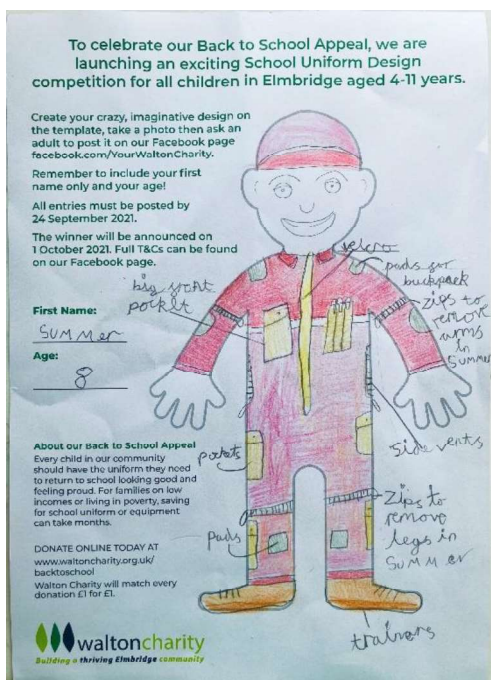 To celebrate our Back to School Appeal, we are
launching an exciting School Uniform Design
competition for all children in Elmbridge aged 4-11 years.
Create your crazy, imaginative design on
the template, take a photo then ask an
adult to post it on our Facebook page
facebook.com/YourWaltonCharity.
Remember to include your first
name only and your age!
All entries must be posted by
24 September 2021.
The winner will be announced on
1 October 2021. Full T&Cs can be found
on our Facebook page.
First Name:
Summer
Age:
8
big front
pockit
velcro
pads for
buckpack
zips to
remove
arms
in
Summer
side vents
pockets
pads
Zips to
remove
legs in
Summer
trainers
About our Back to School Appeal
Every child in our community
should have the uniform they need
to return to school looking good and
feeling proud. For families on low
incomes or living in poverty, saving
for school uniform or equipment
can take months.
DONATE ONLINE TODAY AT
www.waltoncharity.org.uk/
backtoschool
Walton Charity will match every
donation £1 for £1.
waltoncharity
Building a thriving Elmbridge community